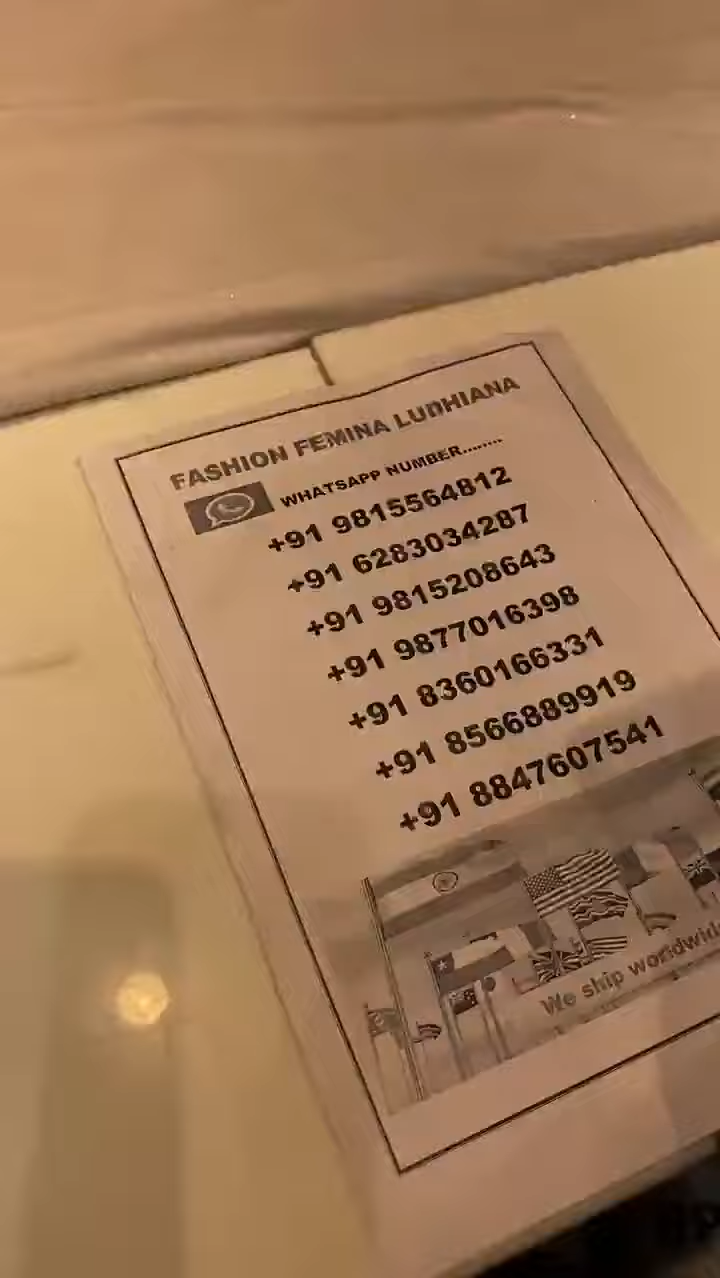 FASHION FEMINA LUDHIANA
WHATSAPP NUMBER........
+91 9815564812
+91 6283034287
+91 9815208643
+91 9877016398
+91 8360166331
+91 8566889919
+91 8847607541
We ship worldwide